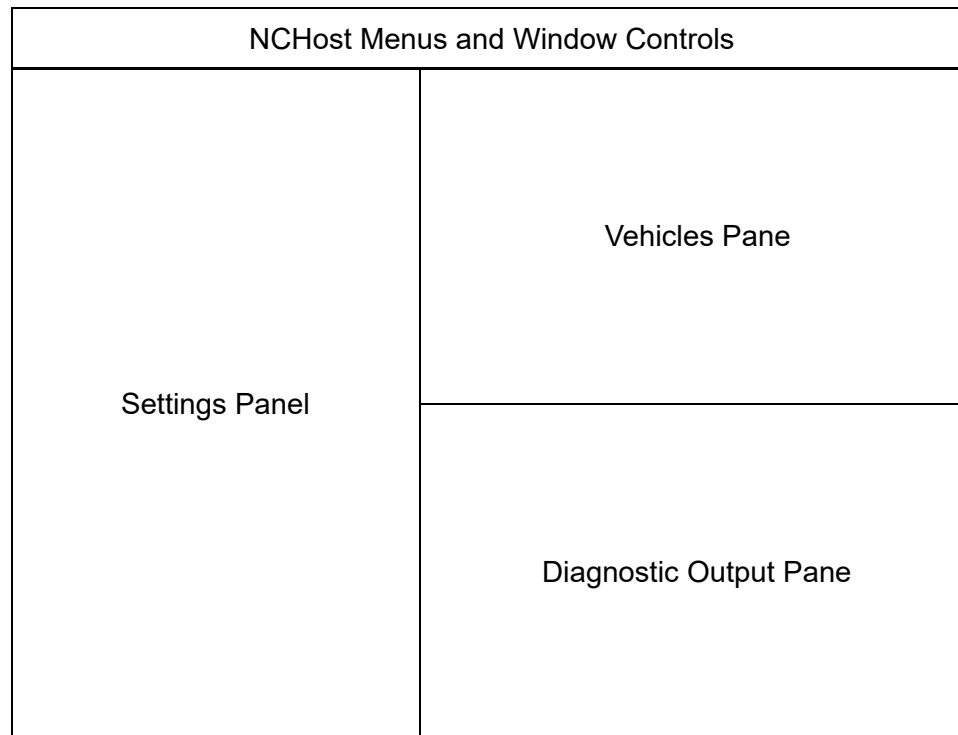 NCHost Menus and Window Controls
Vehicles Pane
Settings Panel
Diagnostic Output Pane